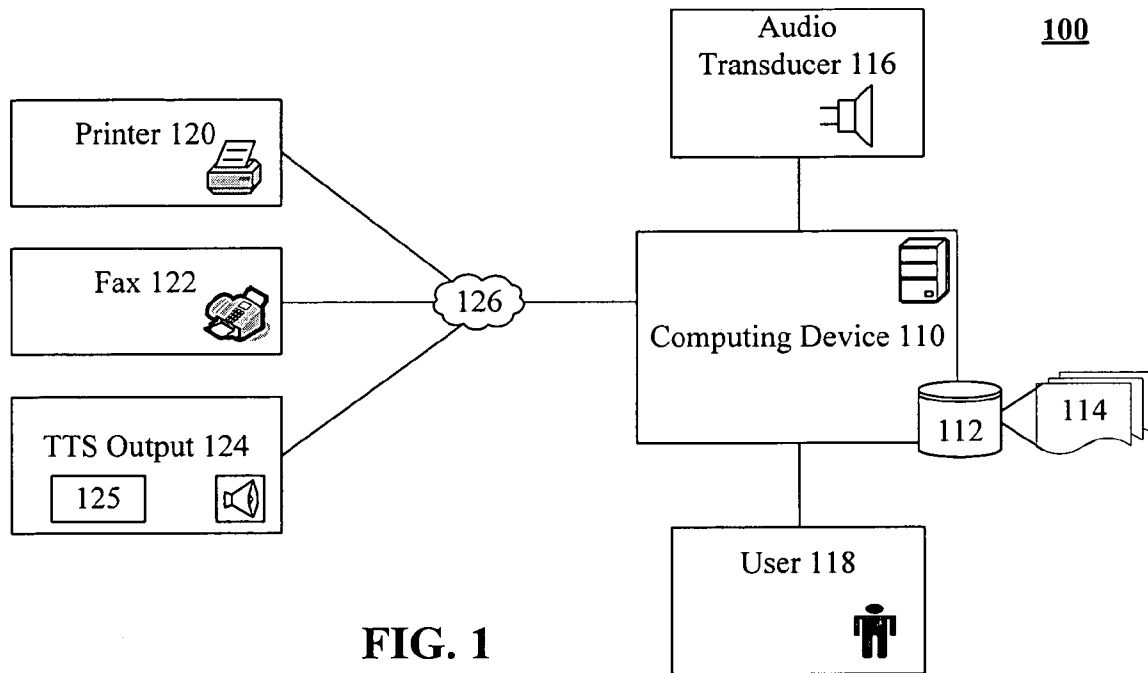 100
Audio
Transducer 116
Printer 120
Fax 122
126
Computing Device 110
112
114
TTS Output 124
125
User 118
FIG. 1